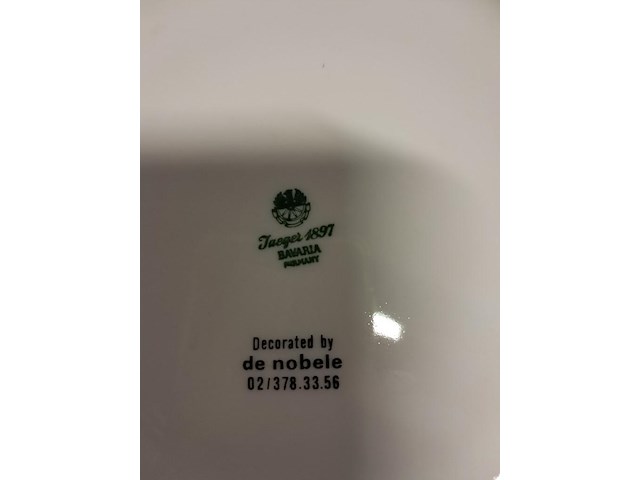 Jaeger 1897
BAVARIA
GERMANY
Decorated by
de nobele
02/378.33.56